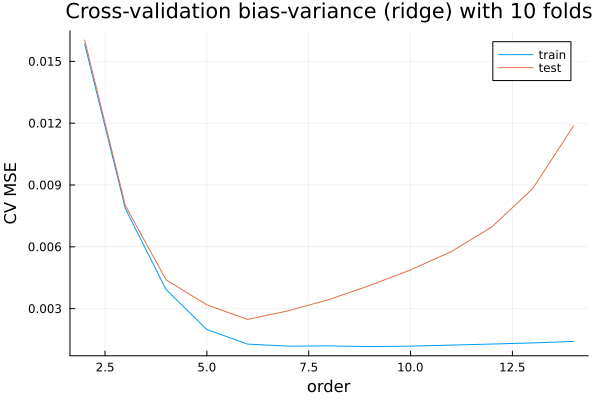 Cross-validation bias-variance (ridge) with 10 folds
train
test
CV MSE
0.015
0.012
0.009
0.006
0.003
2.5 5.0 7.5 10.0 12.5
order